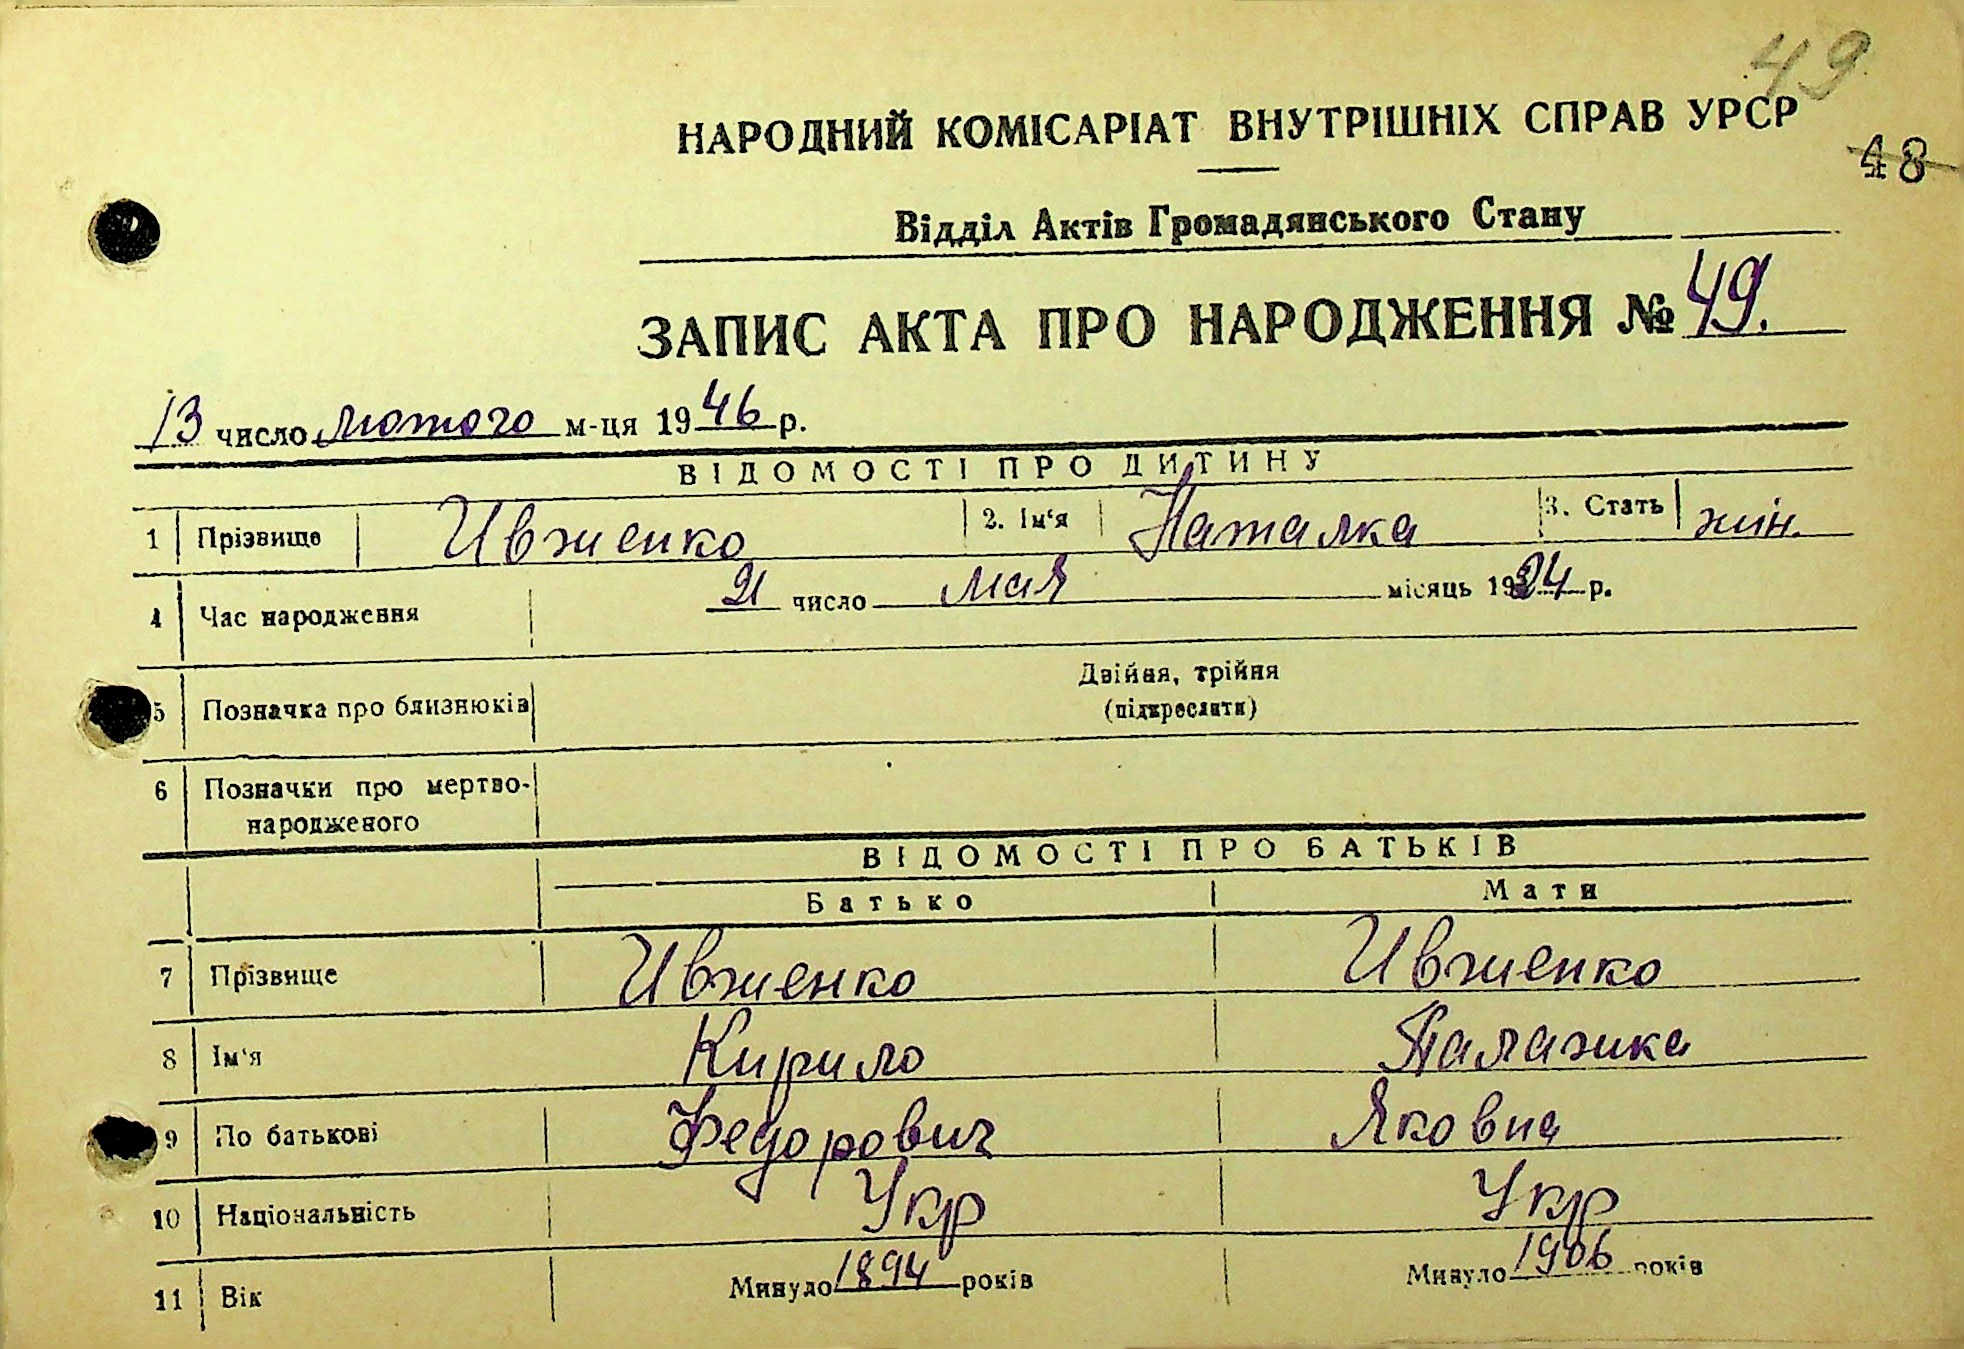 49
НАРОДНИЙ КОМІСАРІАТ ВНУТРІШНІХ СПРАВ УРСР
48
Відділ Актів Громадянського Стану
ЗАПИС АКТА ПРО НАРОДЖЕННЯ № 49.
13 число лютого м-ця 1946 р.
ВІДОМОСТІ ПРО ДИТИНУ
1 Прізвище Ивженко 2. Ім'я Наталка 3. Стать жін.
4 Час народження 21 число мая місяць 1924 р.
5 Позначка про близнюків Двійня, трійня
(підкреслити)
6 Позначки про мертво-
народженого
ВІДОМОСТІ ПРО БАТЬКІВ
Батько Мати
7 Прізвище Ивженко Ивженко
8 Ім'я Кирило Палажка
9 По батькові Федорович Яковна
10 Національність Укр Укр
11 Вік Минуло 1894 років Минуло 1906 років